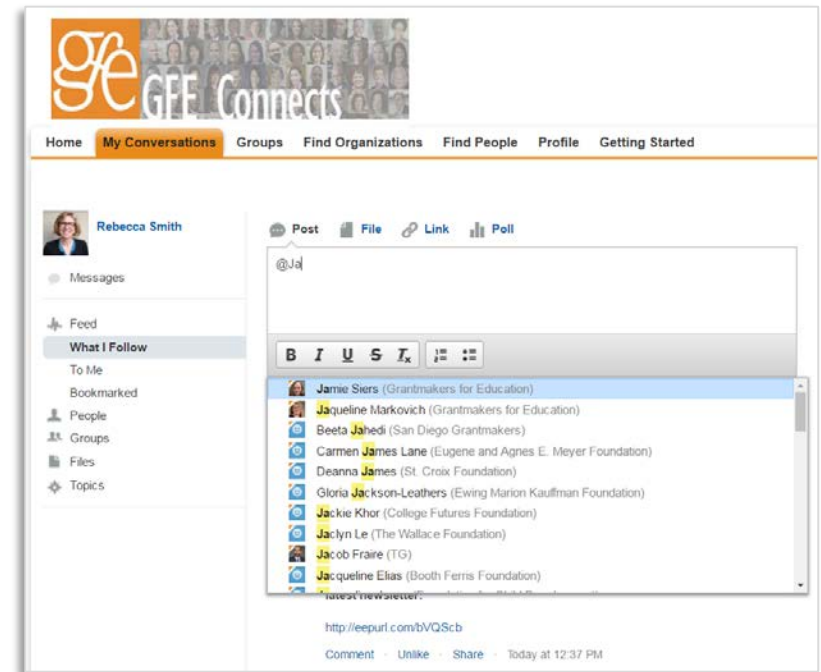 gfe GFE Connects
Home My Conversations Groups Find Organizations Find People Profile Getting Started
Rebecca Smith
Messages
Feed
What I Follow
To Me
Bookmarked
People
Groups
Files
Topics
Post File Link Poll
@Ja
B I U S Tx
Jamie Siers (Grantmakers for Education)
Jaqueline Markovich (Grantmakers for Education)
Beeta Jahedi (San Diego Grantmakers)
Carmen James Lane (Eugene and Agnes E. Meyer Foundation)
Deanna James (St. Croix Foundation)
Gloria Jackson-Leathers (Ewing Marion Kauffman Foundation)
Jackie Khor (College Futures Foundation)
Jaclyn Le (The Wallace Foundation)
Jacob Fraire (TG)
Jacqueline Elias (Booth Ferris Foundation)
latest newsletter:
http://eepurl.com/bVQScb
Comment · Unlike · Share · Today at 12:37 PM